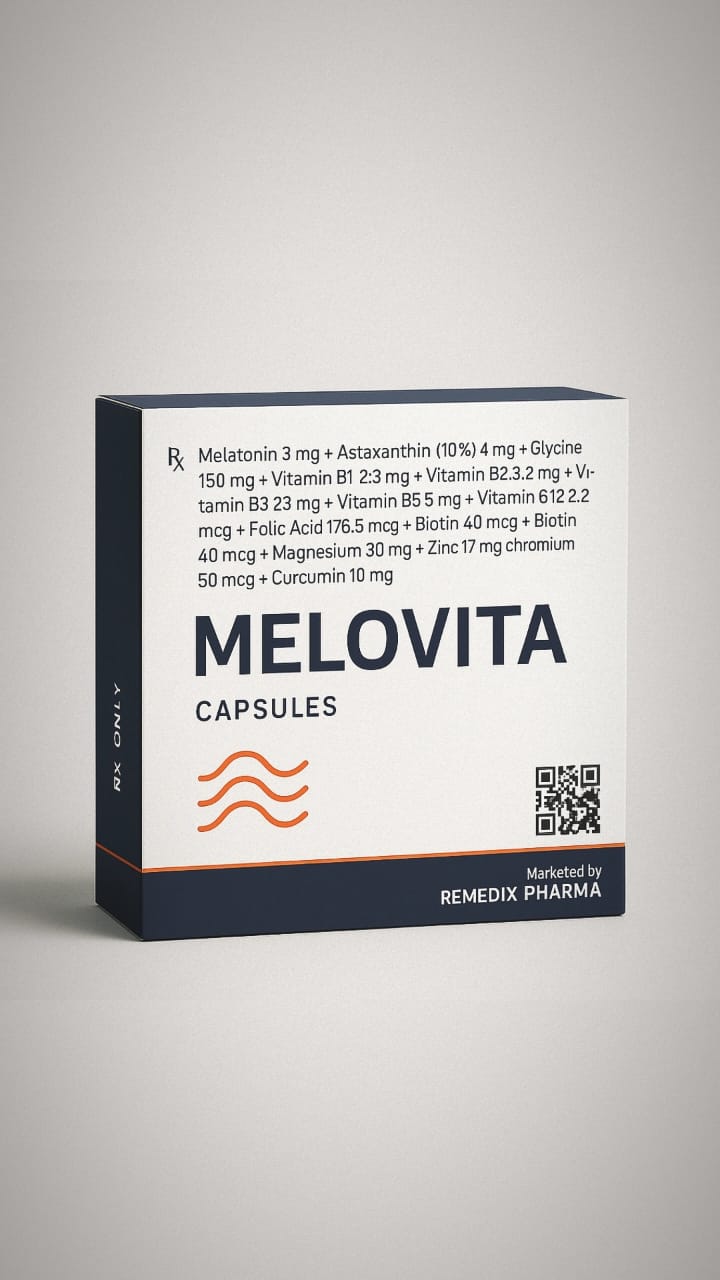 Rx Melatonin 3 mg + Astaxanthin (10%) 4 mg + Glycine
150 mg + Vitamin B1 2:3 mg + Vitamin B2.3.2 mg + Vi-
tamin B3 23 mg + Vitamin B5 5 mg + Vitamin 612 2.2
mcg + Folic Acid 176.5 mcg + Biotin 40 mcg + Biotin
40 mcg + Magnesium 30 mg + Zinc 17 mg chromium
50 mcg + Curcumin 10 mg
MELOVITA
CAPSULES
RX ONLY
Marketed by
REMEDIX PHARMA